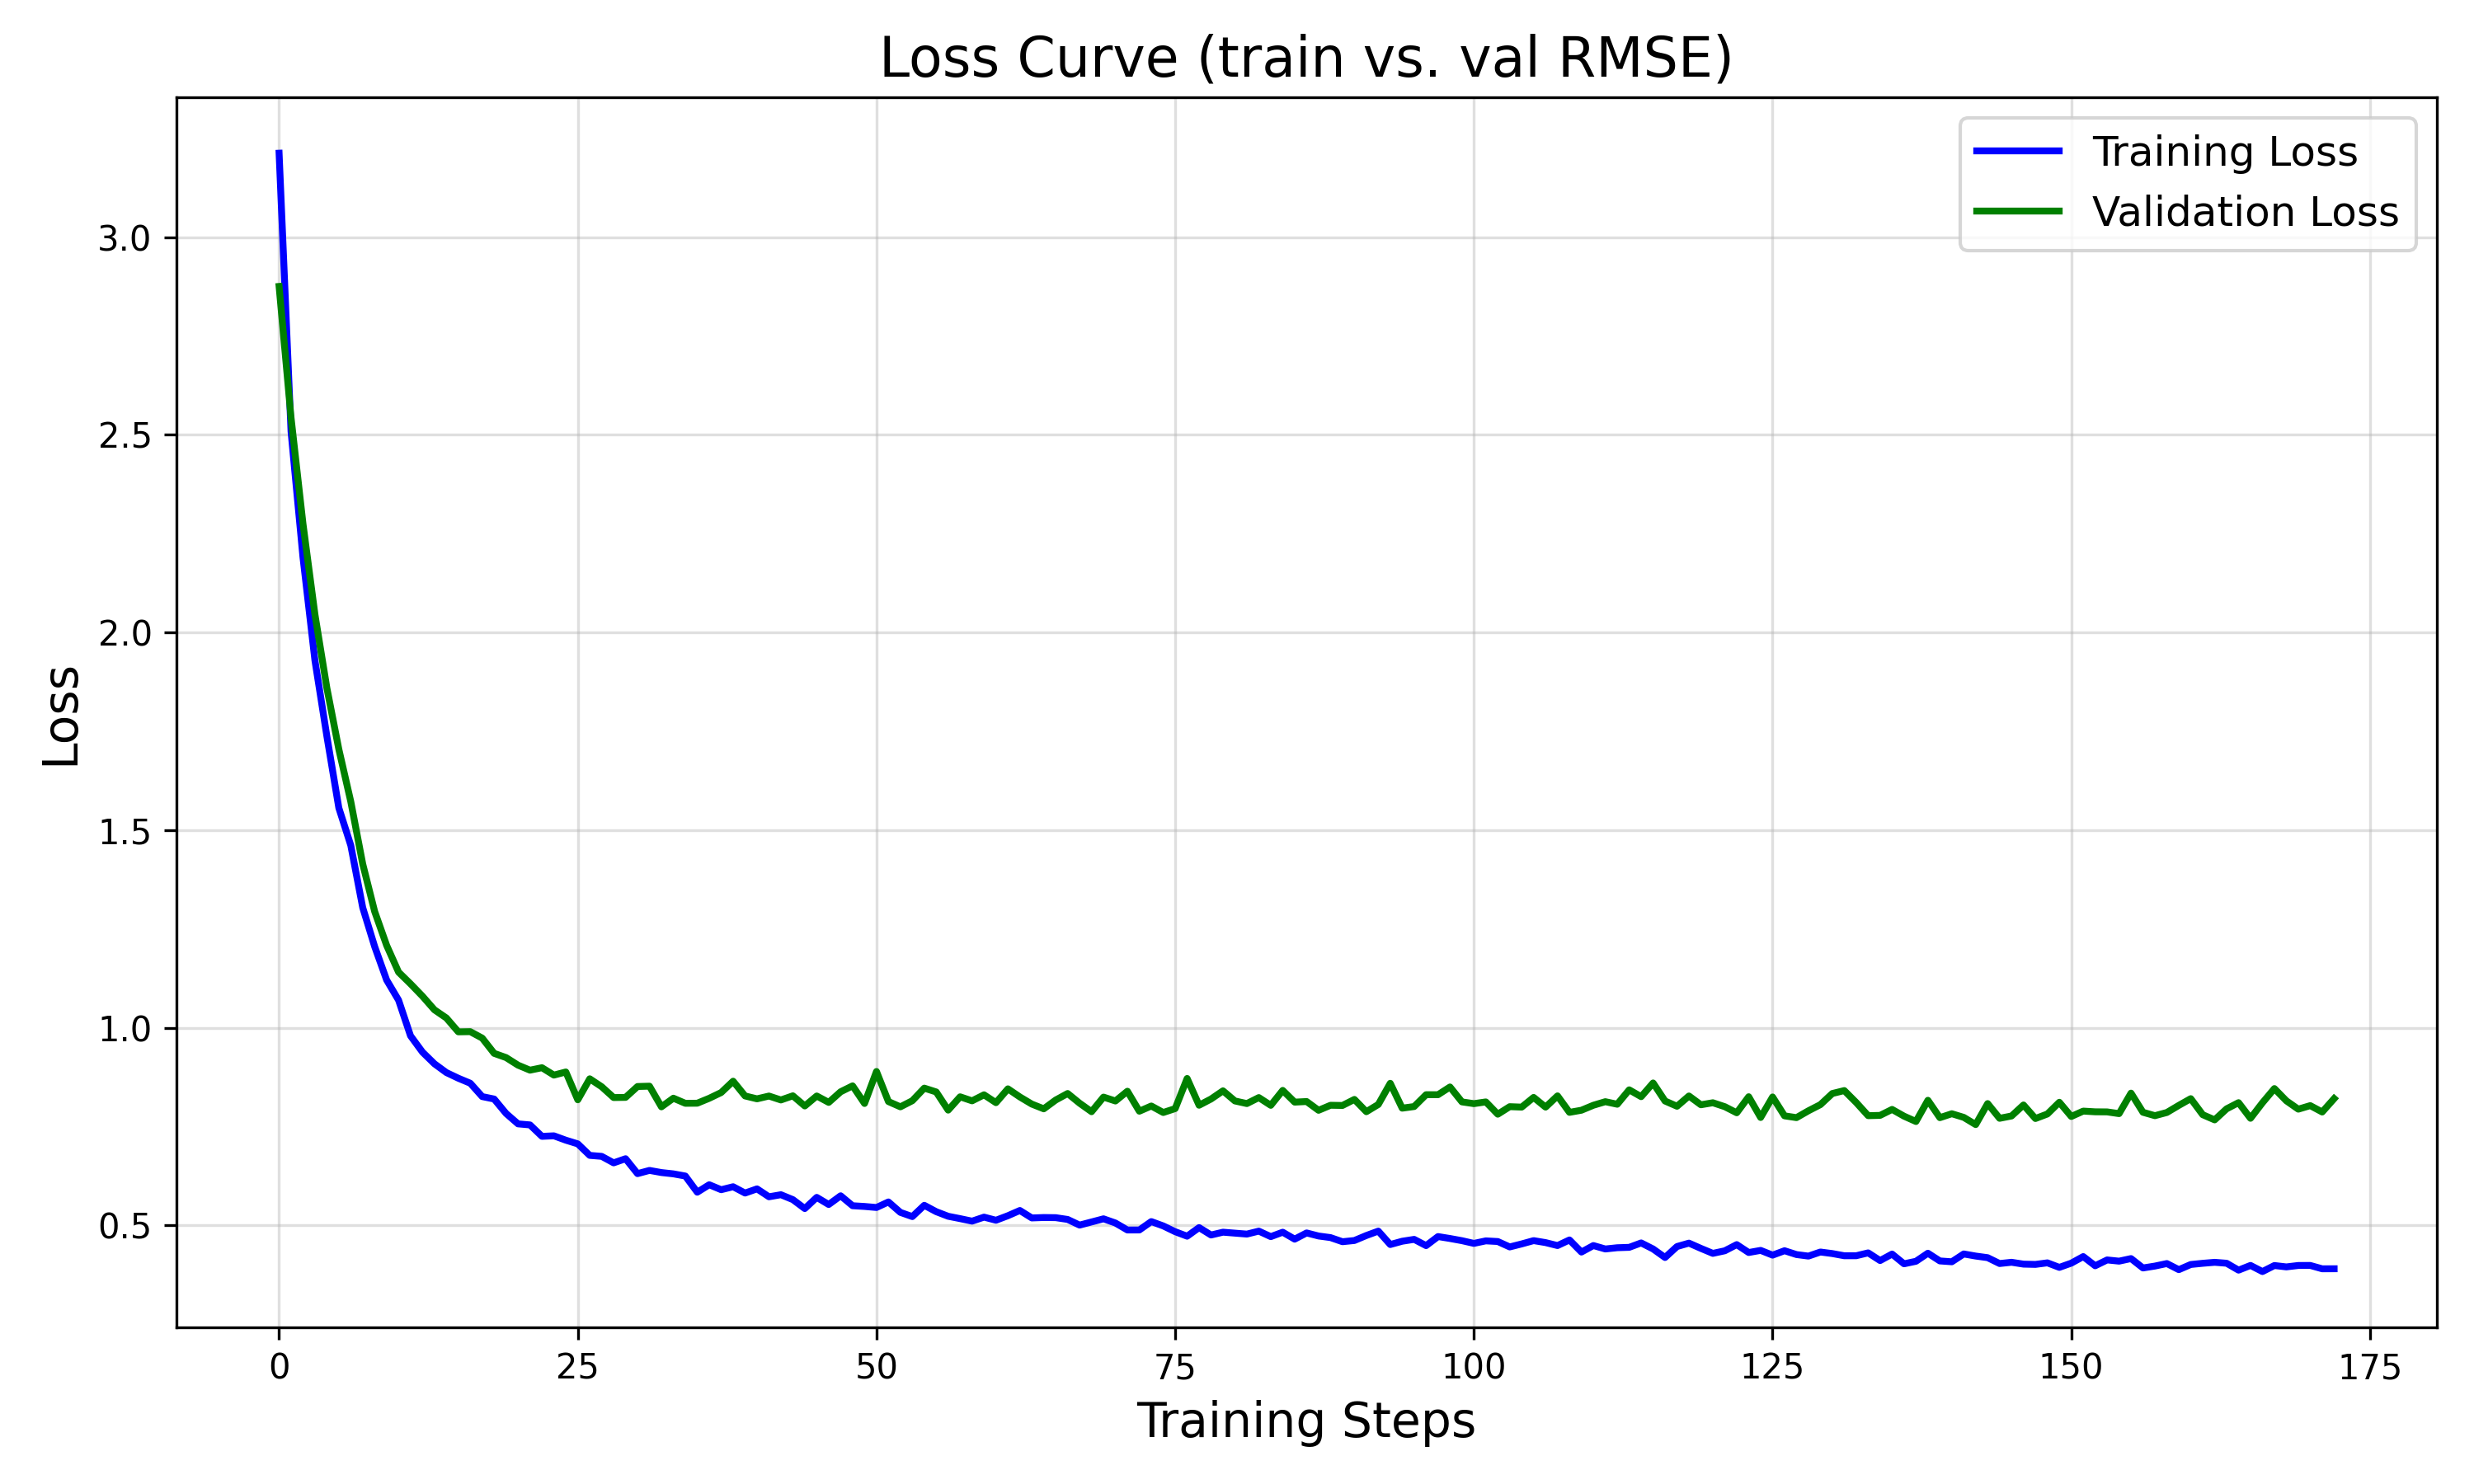 Loss Curve (train vs. val RMSE)
Training Loss
Validation Loss
3.0
2.5
2.0
1.5
1.0
0.5
Loss
0 25 50 75 100 125 150 175
Training Steps